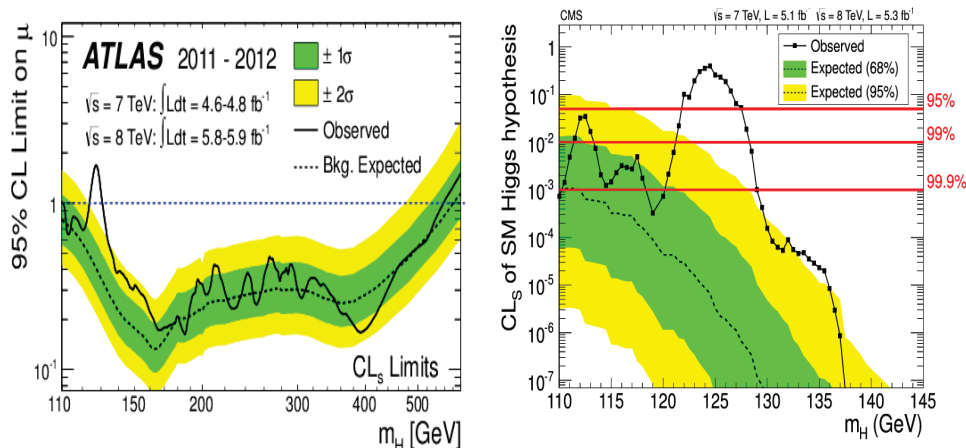 95% CL Limit on μ
ATLAS 2011 - 2012
√s = 7 TeV: ∫Ldt = 4.6-4.8 fb⁻¹
√s = 8 TeV: ∫Ldt = 5.8-5.9 fb⁻¹
± 1σ
± 2σ
Observed
Bkg. Expected
1
10⁻¹
CLs Limits
110 150 200 300 400 500
mH [GeV]
CMS √s = 7 TeV, L = 5.1 fb⁻ √s = 8 TeV, L = 5.3 fb⁻¹
CLS of SM Higgs hypothesis
Observed
Expected (68%)
Expected (95%)
1
10⁻¹
10⁻²
10⁻³
10⁻⁴
10⁻⁵
10⁻⁶
10⁻⁷
95%
99%
99.9%
110 115 120 125 130 135 140 145
mH (GeV)